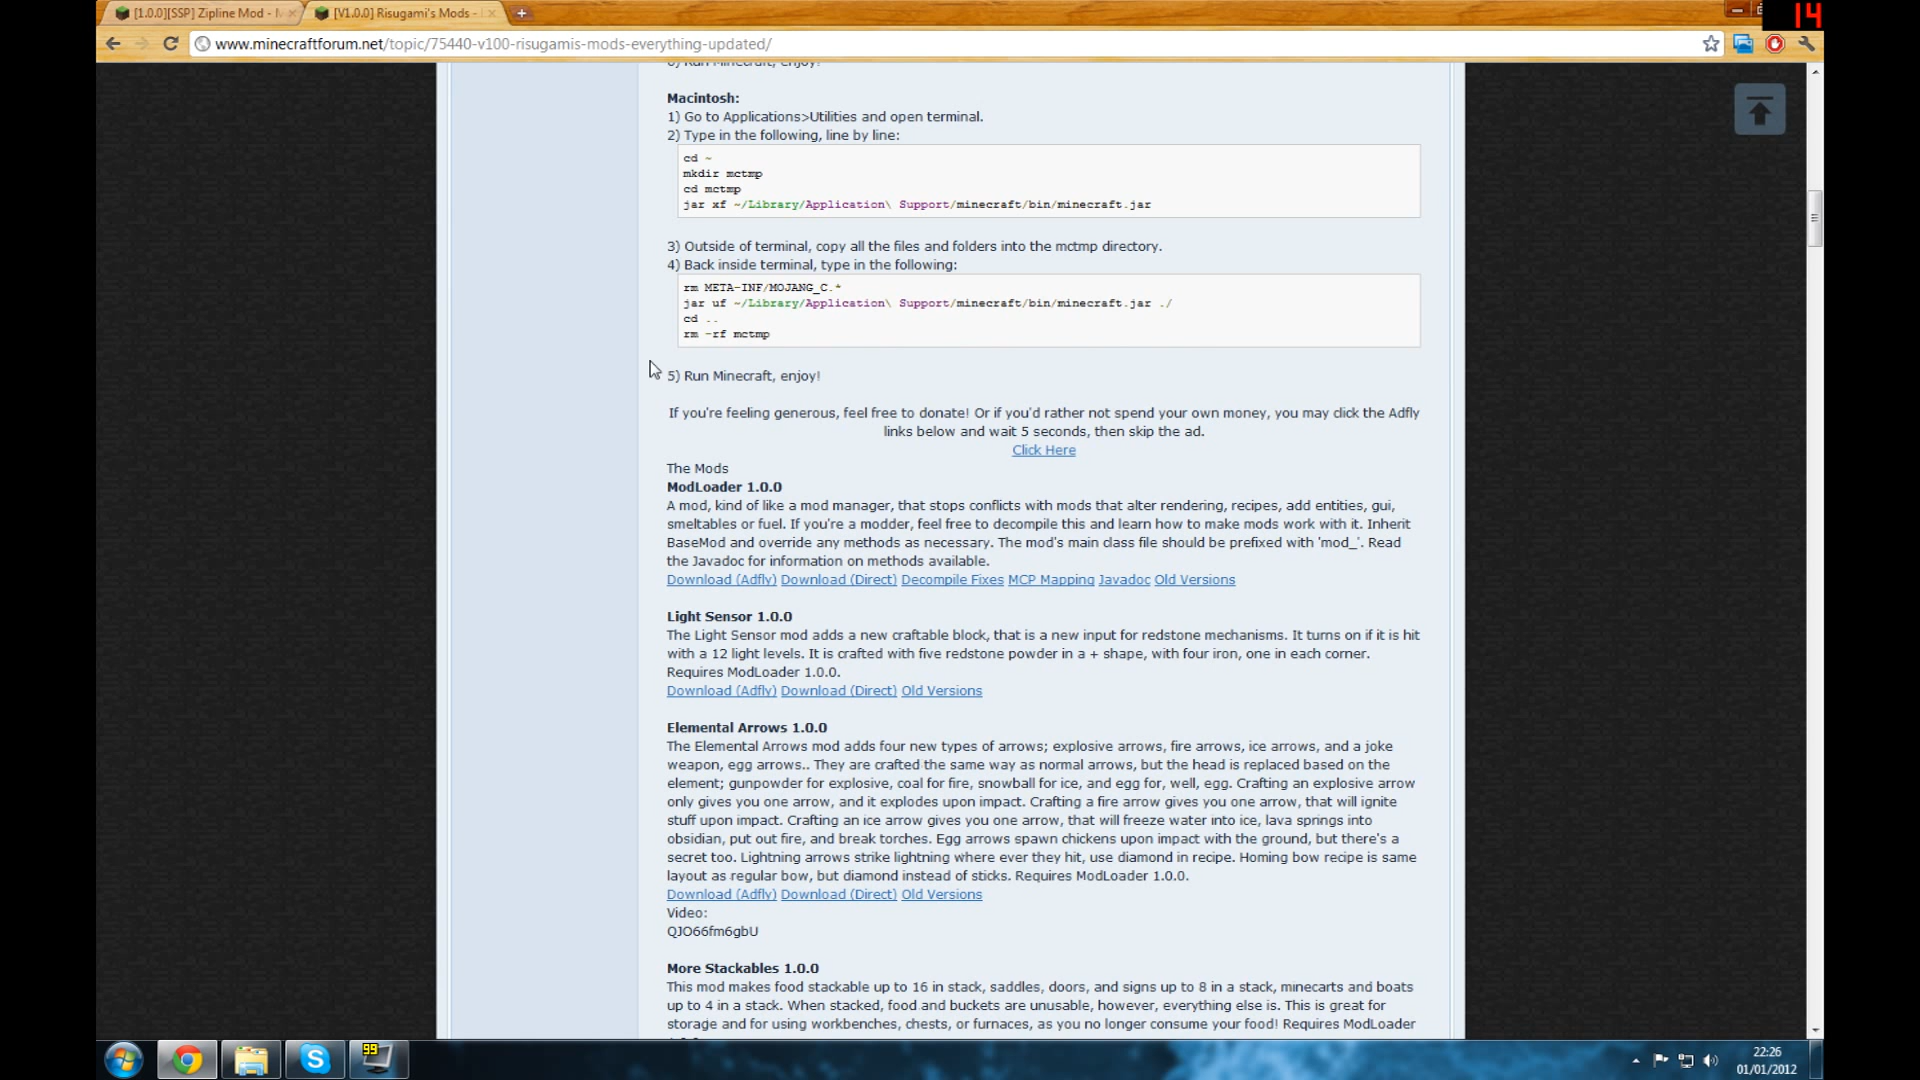 [1.0.0][SSP] Zipline Mod -
[V1.0.0] Risugami's Mods -
14
www.minecraftforum.net/topic/75440-v100-risugamis-mods-everything-updated/
6) Run Minecraft, enjoy!
Macintosh:
1) Go to Applications>Utilities and open terminal.
2) Type in the following, line by line:
cd ~
mkdir mctmp
cd mctmp
jar xf ~/Library/Application\ Support/minecraft/bin/minecraft.jar
3) Outside of terminal, copy all the files and folders into the mctmp directory.
4) Back inside terminal, type in the following:
rm META-INF/MOJANG_C.*
jar uf ~/Library/Application\ Support/minecraft/bin/minecraft.jar ./
cd ..
rm -rf mctmp
5) Run Minecraft, enjoy!
If you're feeling generous, feel free to donate! Or if you'd rather not spend your own money, you may click the Adfly
links below and wait 5 seconds, then skip the ad.
Click Here
The Mods
ModLoader 1.0.0
A mod, kind of like a mod manager, that stops conflicts with mods that alter rendering, recipes, add entities, gui,
smeltables or fuel. If you're a modder, feel free to decompile this and learn how to make mods work with it. Inherit
BaseMod and override any methods as necessary. The mod's main class file should be prefixed with 'mod_'. Read
the Javadoc for information on methods available.
Download (Adfly) Download (Direct) Decompile Fixes MCP Mapping Javadoc Old Versions
Light Sensor 1.0.0
The Light Sensor mod adds a new craftable block, that is a new input for redstone mechanisms. It turns on if it is hit
with a 12 light levels. It is crafted with five redstone powder in a + shape, with four iron, one in each corner.
Requires ModLoader 1.0.0.
Download (Adfly) Download (Direct) Old Versions
Elemental Arrows 1.0.0
The Elemental Arrows mod adds four new types of arrows; explosive arrows, fire arrows, ice arrows, and a joke
weapon, egg arrows.. They are crafted the same way as normal arrows, but the head is replaced based on the
element; gunpowder for explosive, coal for fire, snowball for ice, and egg for, well, egg. Crafting an explosive arrow
only gives you one arrow, and it explodes upon impact. Crafting a fire arrow gives you one arrow, that will ignite
stuff upon impact. Crafting an ice arrow gives you one arrow, that will freeze water into ice, lava springs into
obsidian, put out fire, and break torches. Egg arrows spawn chickens upon impact with the ground, but there's a
secret too. Lightning arrows strike lightning where ever they hit, use diamond in recipe. Homing bow recipe is same
layout as regular bow, but diamond instead of sticks. Requires ModLoader 1.0.0.
Download (Adfly) Download (Direct) Old Versions
Video:
QJO66fm6gbU
More Stackables 1.0.0
This mod makes food stackable up to 16 in stack, saddles, doors, and signs up to 8 in a stack, minecarts and boats
up to 4 in a stack. When stacked, food and buckets are unusable, however, everything else is. This is great for
storage and for using workbenches, chests, or furnaces, as you no longer consume your food! Requires ModLoader
99
22:26
01/01/2012